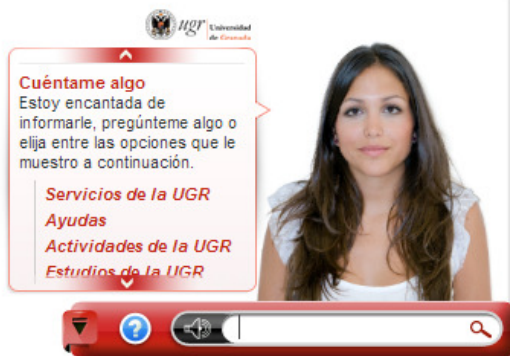 ugr Universidad
de Granada
Cuéntame algo
Estoy encantada de
informarle, pregúnteme algo o
elija entre las opciones que le
muestro a continuación.
Servicios de la UGR
Ayudas
Actividades de la UGR
Estudios de la UGR
?